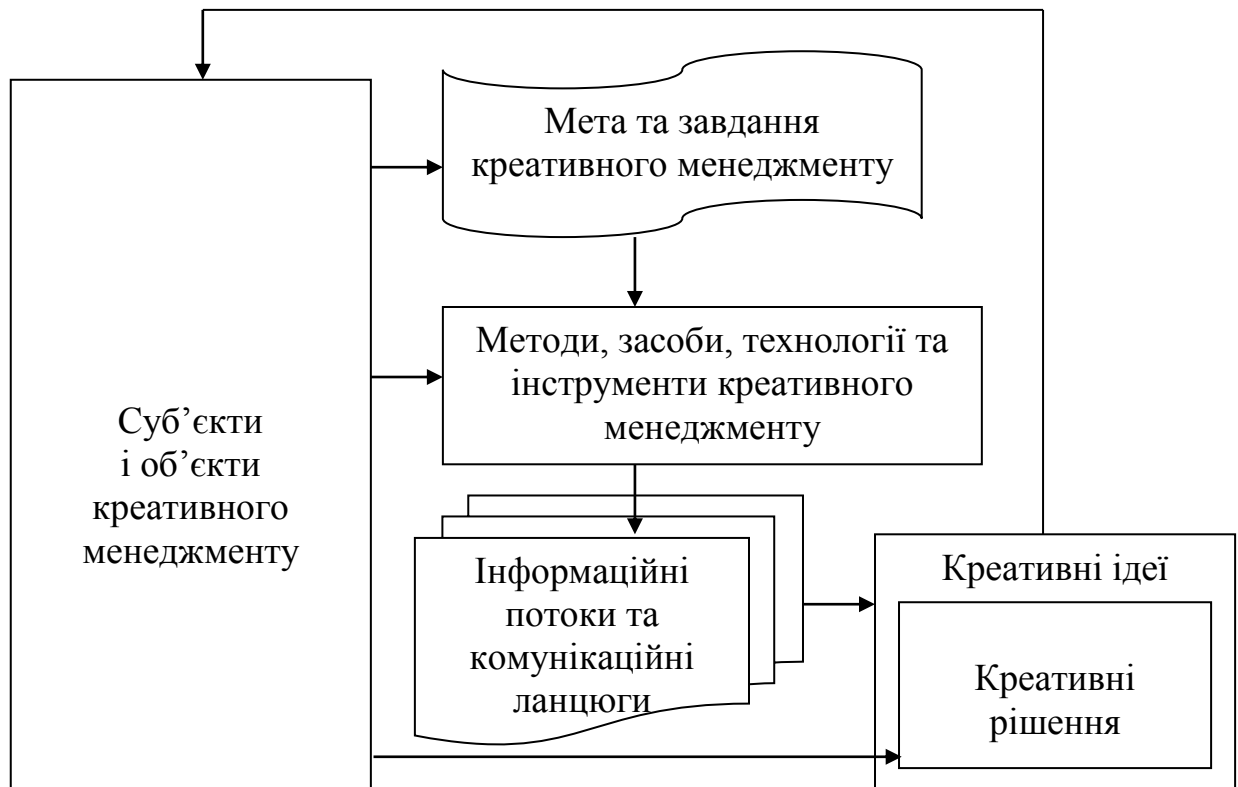 Мета та завдання
креативного менеджменту
Методи, засоби, технології та
інструменти креативного
менеджменту
Суб’єкти
і об’єкти
креативного
менеджменту
Інформаційні
потоки та
комунікаційні
ланцюги
Креативні ідеї
Креативні
рішення